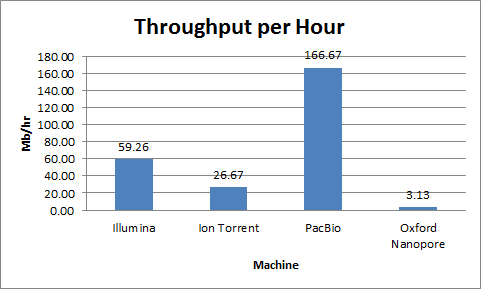 Throughput per Hour
Mb/hr
180.00
160.00
140.00
120.00
100.00
80.00
60.00
40.00
20.00
0.00
59.26
26.67
166.67
3.13
Illumina
Ion Torrent
PacBio
Oxford
Nanopore
Machine